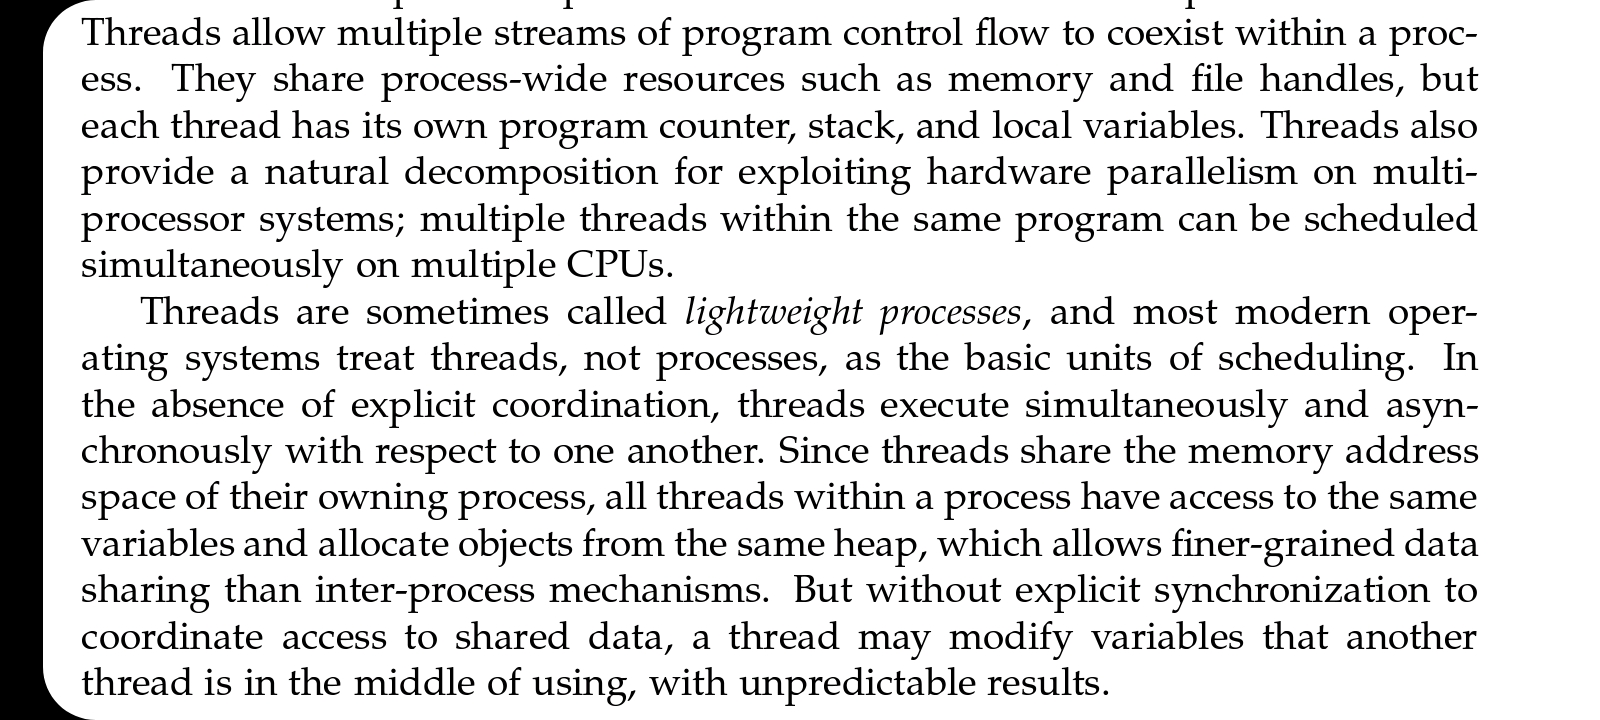 Threads allow multiple streams of program control flow to coexist within a proc-
ess. They share process-wide resources such as memory and file handles, but
each thread has its own program counter, stack, and local variables. Threads also
provide a natural decomposition for exploiting hardware parallelism on multi-
processor systems; multiple threads within the same program can be scheduled
simultaneously on multiple CPUs.
Threads are sometimes called lightweight processes, and most modern oper-
ating systems treat threads, not processes, as the basic units of scheduling. In
the absence of explicit coordination, threads execute simultaneously and asyn-
chronously with respect to one another. Since threads share the memory address
space of their owning process, all threads within a process have access to the same
variables and allocate objects from the same heap, which allows finer-grained data
sharing than inter-process mechanisms. But without explicit synchronization to
coordinate access to shared data, a thread may modify variables that another
thread is in the middle of using, with unpredictable results.